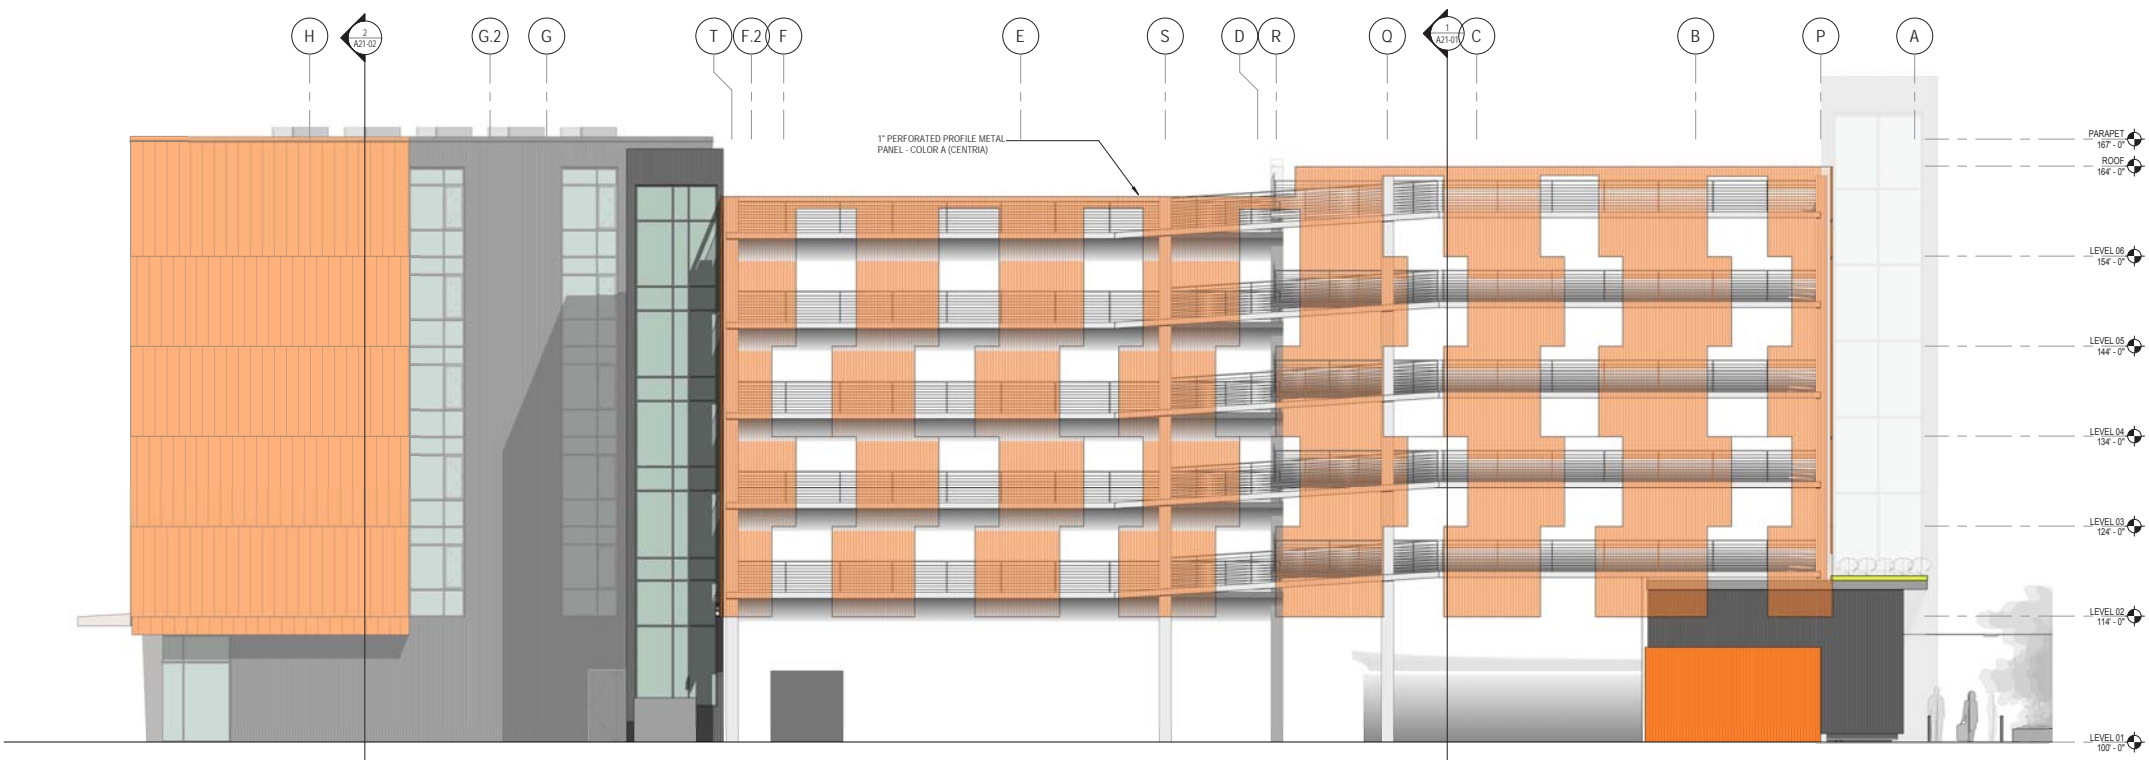 H
2
A21-02
G.2
G
T
F.2
F
E
S
D
R
Q
1
A21-01
C
B
P
A
1" PERFORATED PROFILE METAL
PANEL - COLOR A (CENTRIA)
PARAPET
167' - 0"
ROOF
164' - 0"
LEVEL 06
154' - 0"
LEVEL 05
144' - 0"
LEVEL 04
134' - 0"
LEVEL 03
124' - 0"
LEVEL 02
114' - 0"
LEVEL 01
100' - 0"